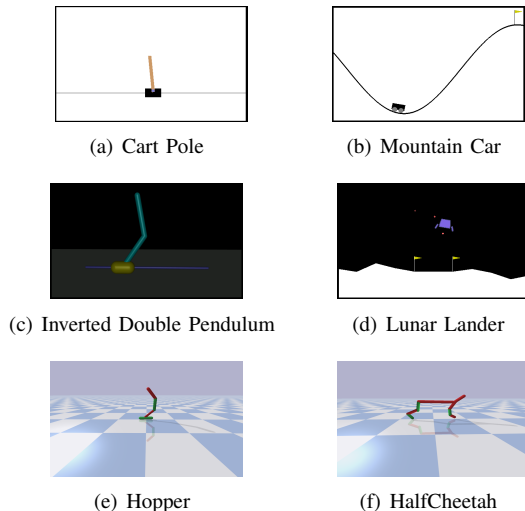 (a) Cart Pole
(b) Mountain Car
(c) Inverted Double Pendulum
(d) Lunar Lander
(e) Hopper
(f) HalfCheetah